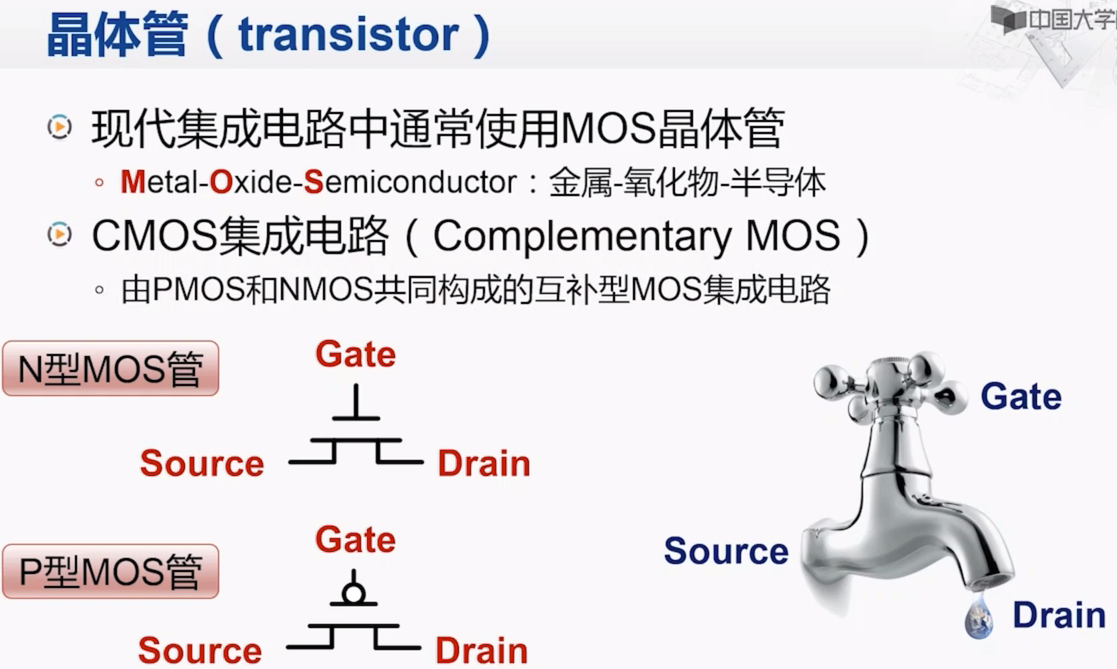 晶体管（transistor）
中国大学
现代集成电路中通常使用MOS晶体管
Metal-Oxide-Semiconductor：金属-氧化物-半导体
CMOS集成电路（Complementary MOS）
由PMOS和NMOS共同构成的互补型MOS集成电路
N型MOS管
Gate
Source
Drain
P型MOS管
Gate
Source
Drain
Gate
Source
Drain